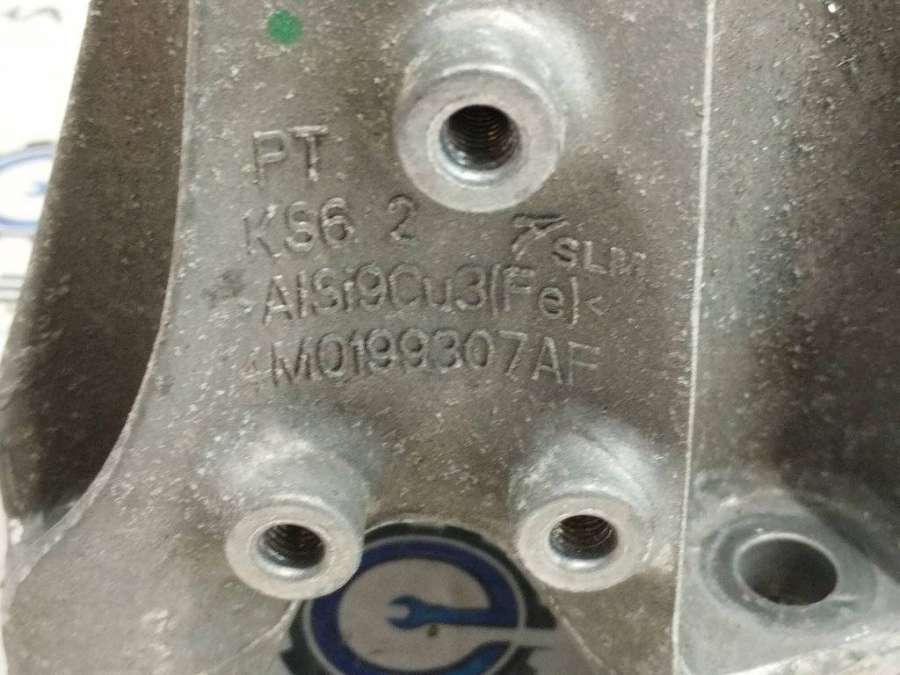 PT
KS6 2
SLM
>AlSi9Cu3(Fe)<
4M0199307AF